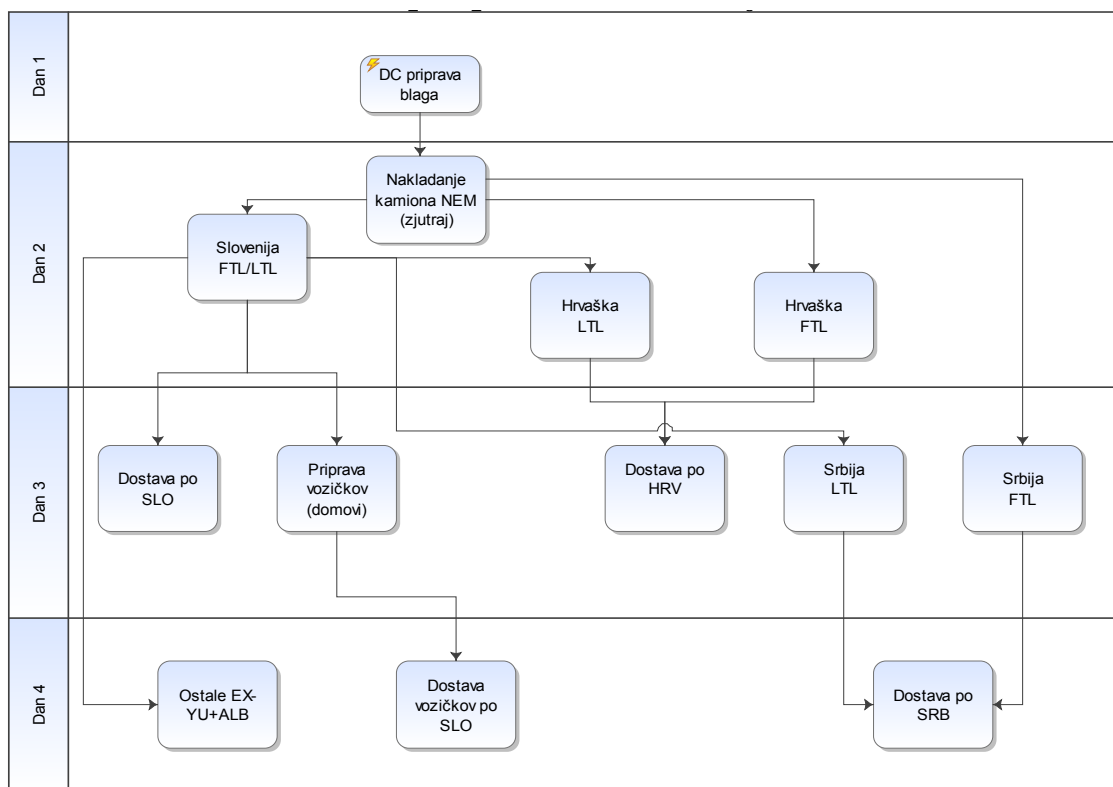 Dan 1
DC priprava
blaga
Dan 2
Nakladanje
kamiona NEM
(zjutraj)
Slovenija
FTL/LTL
Hrvaška
LTL
Hrvaška
FTL
Dan 3
Dostava po
SLO
Priprava
vozičkov
(domovi)
Dostava po
HRV
Srbija
LTL
Srbija
FTL
Dan 4
Ostale EX-
YU+ALB
Dostava
vozičkov po
SLO
Dostava po
SRB